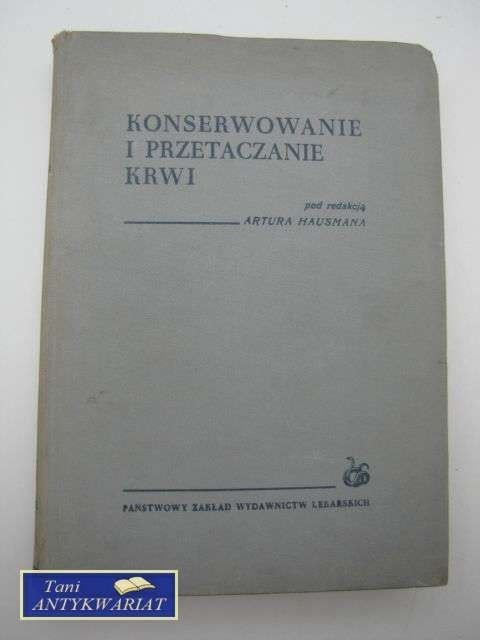 KONSERWOWANIE
I PRZETACZANIE
KRWI
pod redakcją
ARTURA HAUSMANA
PAŃSTWOWY ZAKŁAD WYDAWNICTW LEKARSKICH
Tani
ANTYKWARIAT